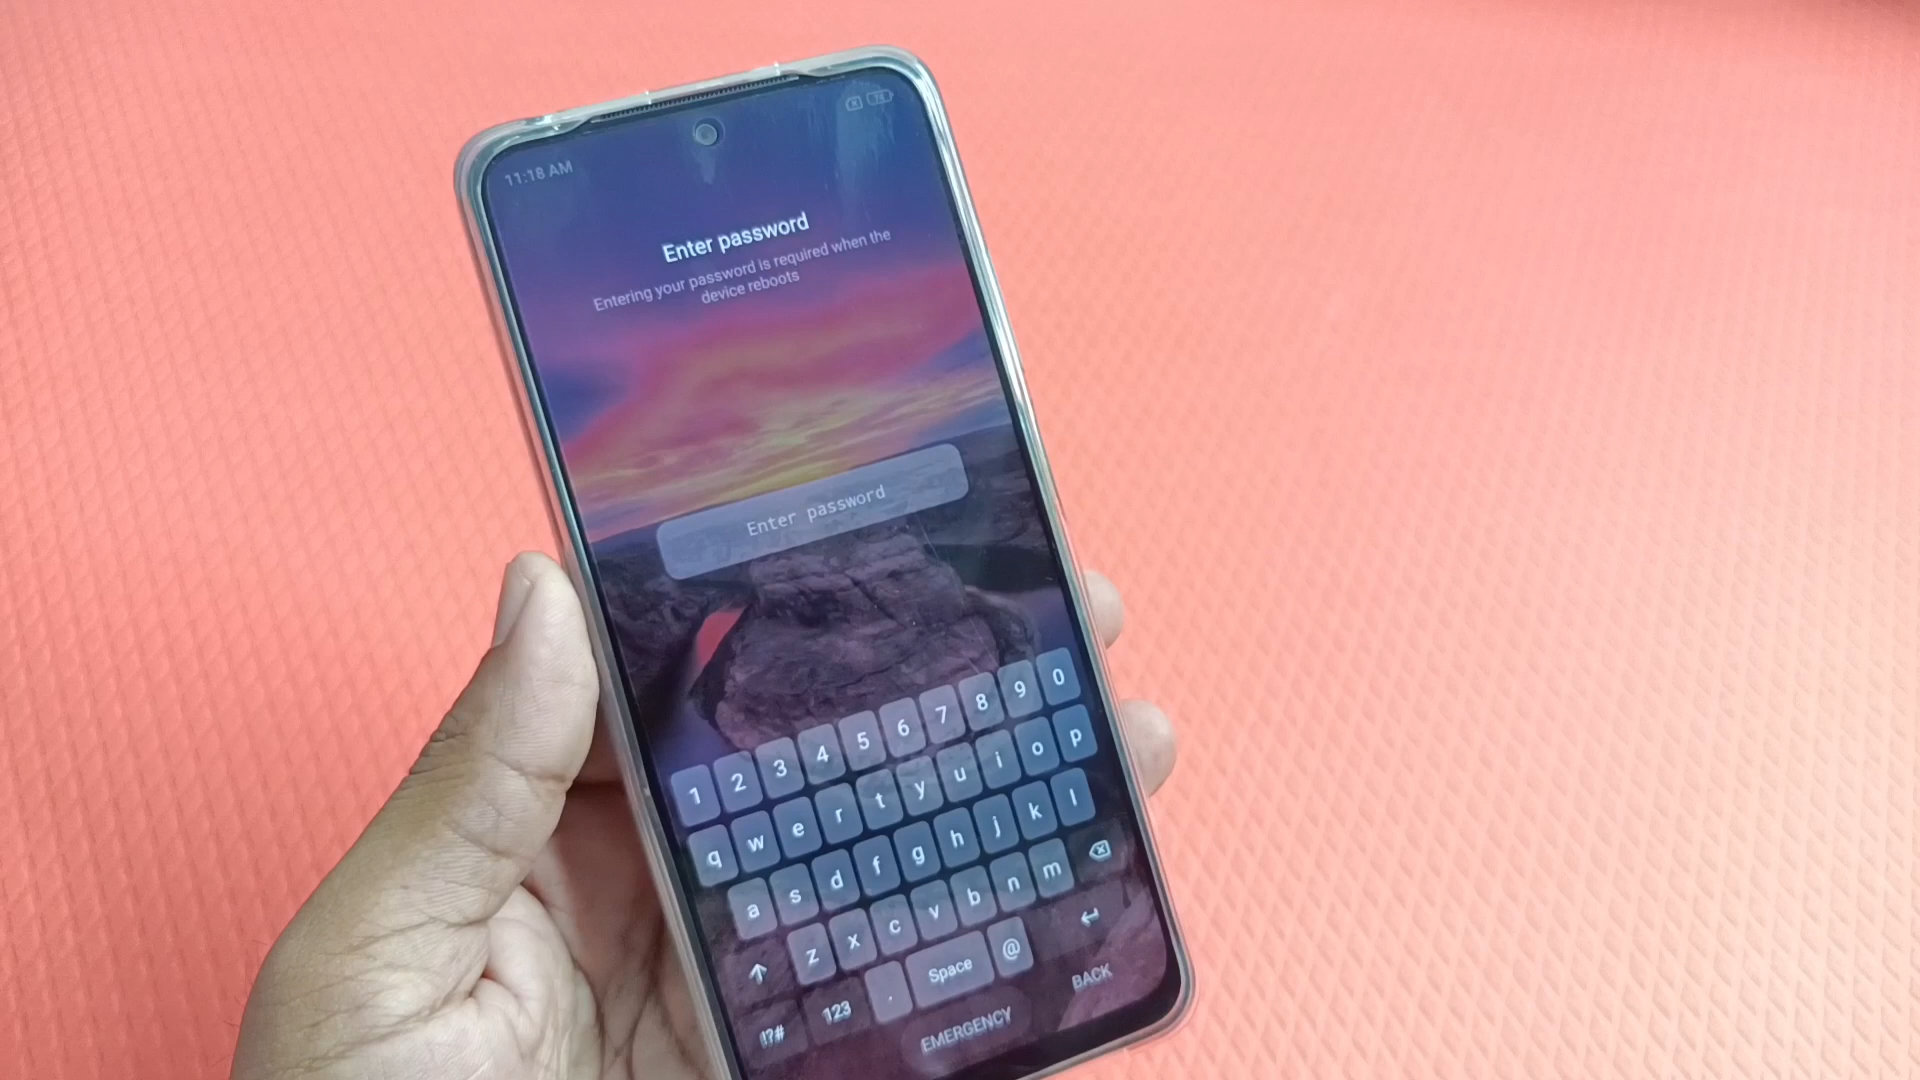 11:18 AM
Enter password
Entering your password is required when the
device reboots
Enter password
1 2 3 4 5 6 7 8 9 0
q w e r t y u i o p
a s d f g h j k l
z x c v b n m
!?# 123 . Space @
EMERGENCY BACK